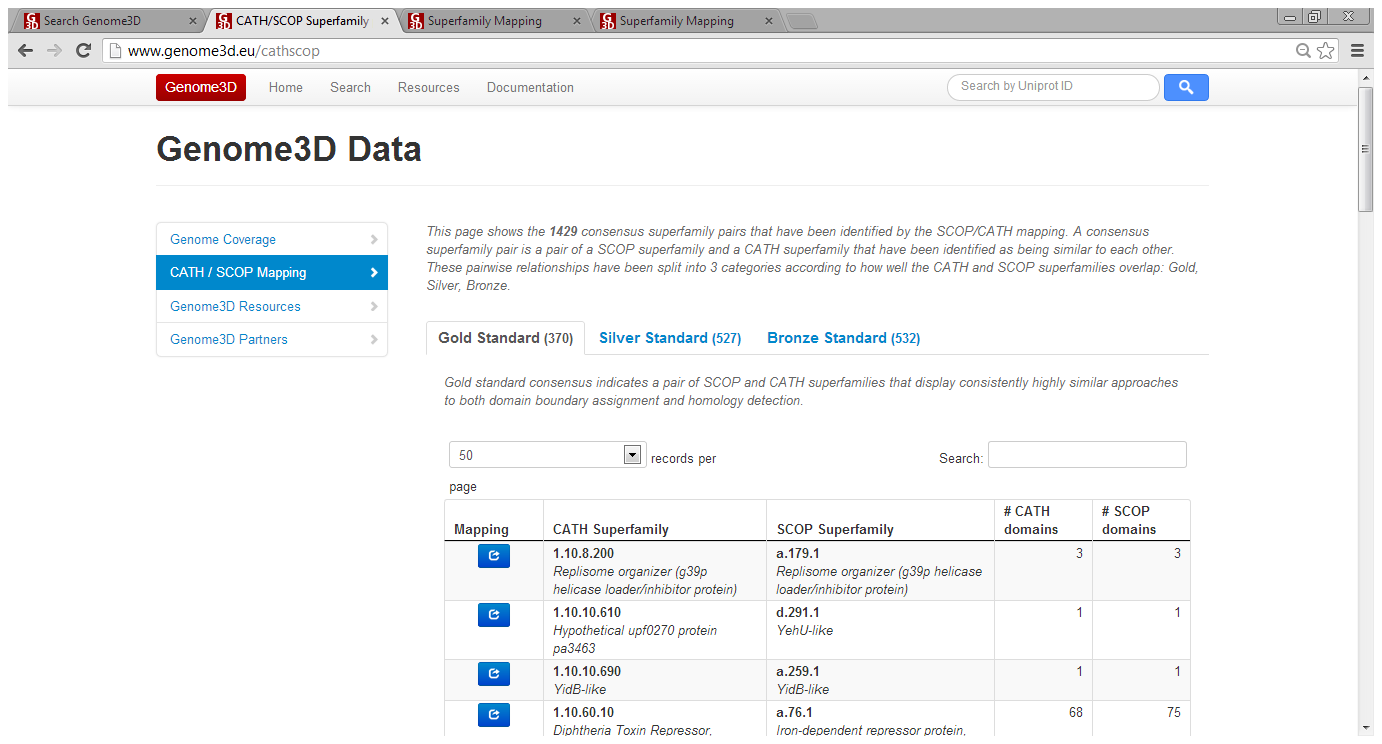 Search Genome3D
CATH/SCOP Superfamily
Superfamily Mapping
Superfamily Mapping
www.genome3d.eu/cathscop
Genome3D
Home
Search
Resources
Documentation
Search by Uniprot ID
Genome3D Data
Genome Coverage
CATH / SCOP Mapping
Genome3D Resources
Genome3D Partners
This page shows the 1429 consensus superfamily pairs that have been identified by the SCOP/CATH mapping. A consensus
superfamily pair is a pair of a SCOP superfamily and a CATH superfamily that have been identified as being similar to each other.
These pairwise relationships have been split into 3 categories according to how well the CATH and SCOP superfamilies overlap: Gold,
Silver, Bronze.
Gold Standard (370)
Silver Standard (527)
Bronze Standard (532)
Gold standard consensus indicates a pair of SCOP and CATH superfamilies that display consistently highly similar approaches
to both domain boundary assignment and homology detection.
50
records per
page
Search:
Mapping
CATH Superfamily
SCOP Superfamily
# CATH
domains
# SCOP
domains
1.10.8.200
Replisome organizer (g39p
helicase loader/inhibitor protein)
a.179.1
Replisome organizer (g39p helicase
loader/inhibitor protein)
3
3
1.10.10.610
Hypothetical upf0270 protein
pa3463
d.291.1
YehU-like
1
1
1.10.10.690
YidB-like
a.259.1
YidB-like
1
1
1.10.60.10
Diphtheria Toxin Repressor,
a.76.1
Iron-dependent repressor protein,
68
75